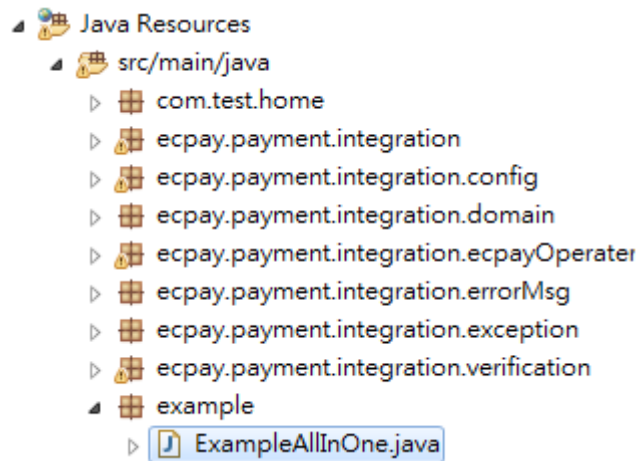 Java Resources
src/main/java
com.test.home
ecpay.payment.integration
ecpay.payment.integration.config
ecpay.payment.integration.domain
ecpay.payment.integration.ecpayOperater
ecpay.payment.integration.errorMsg
ecpay.payment.integration.exception
ecpay.payment.integration.verification
example
ExampleAllInOne.java